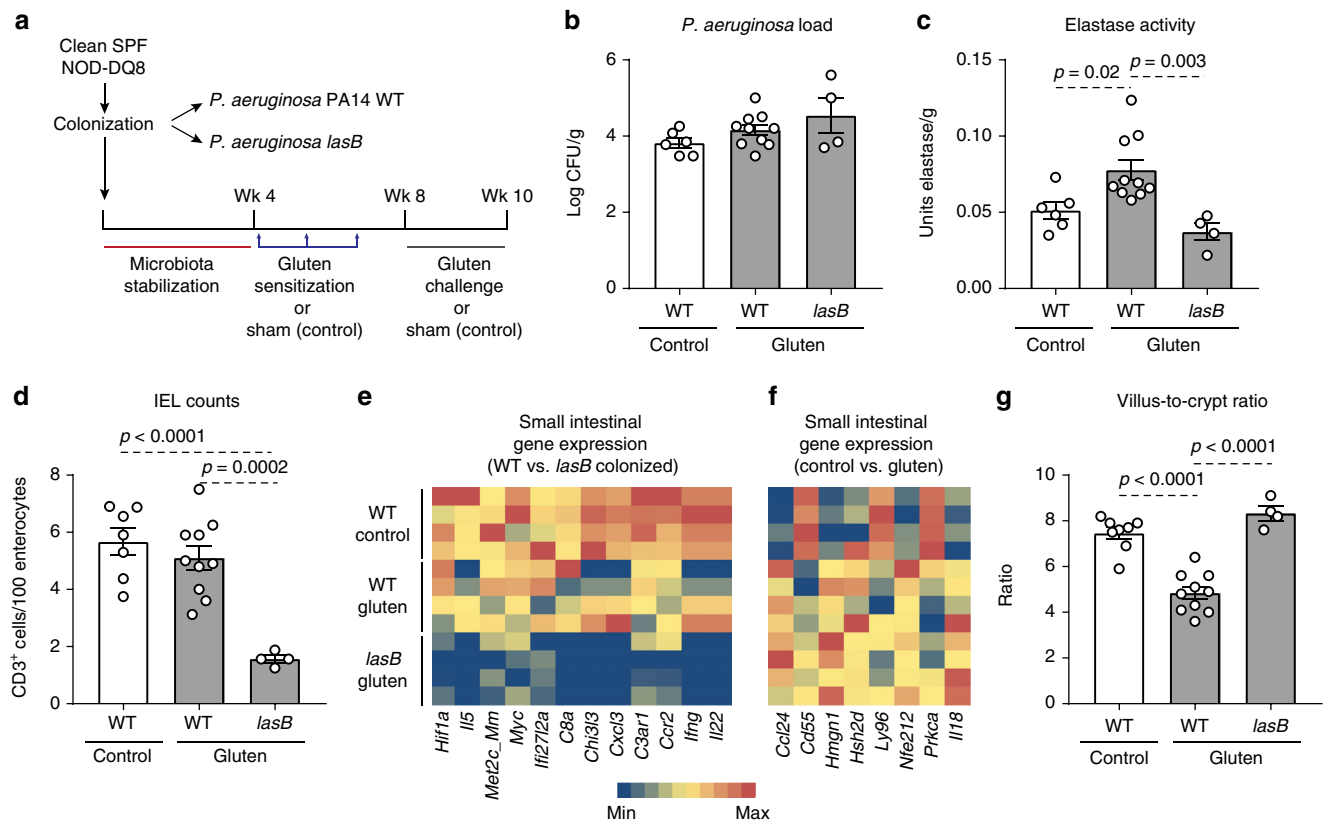 a
Clean SPF
NOD-DQ8
Colonization
P. aeruginosa PA14 WT
P. aeruginosa lasB
Wk 4
Wk 8
Wk 10
Microbiota
stabilization
Gluten
sensitization
or
sham (control)
Gluten
challenge
or
sham (control)
b
P. aeruginosa load
Log CFU/g
6
4
2
0
WT
WT
lasB
Control
Gluten
c
Elastase activity
Units elastase/g
0.15
0.10
0.05
0.00
p = 0.02
p = 0.003
WT
WT
lasB
Control
Gluten
d
IEL counts
CD3+ cells/100 enterocytes
8
6
4
2
0
p < 0.0001
p = 0.0002
WT
WT
lasB
Control
Gluten
e
Small intestinal
gene expression
(WT vs. lasB colonized)
WT
control
WT
gluten
lasB
gluten
Hif1a
Il5
Met2c_Mm
Myc
Ifi27l2a
C8a
Chi3l3
Cxcl3
C3ar1
Ccr2
Ifng
Il22
f
Small intestinal
gene expression
(control vs. gluten)
Ccl24
Cd55
Hmgn1
Hsh2d
Ly96
Nfe212
Prkca
Il18
Min
Max
g
Villus-to-crypt ratio
Ratio
10
8
6
4
2
0
p < 0.0001
p < 0.0001
WT
WT
lasB
Control
Gluten